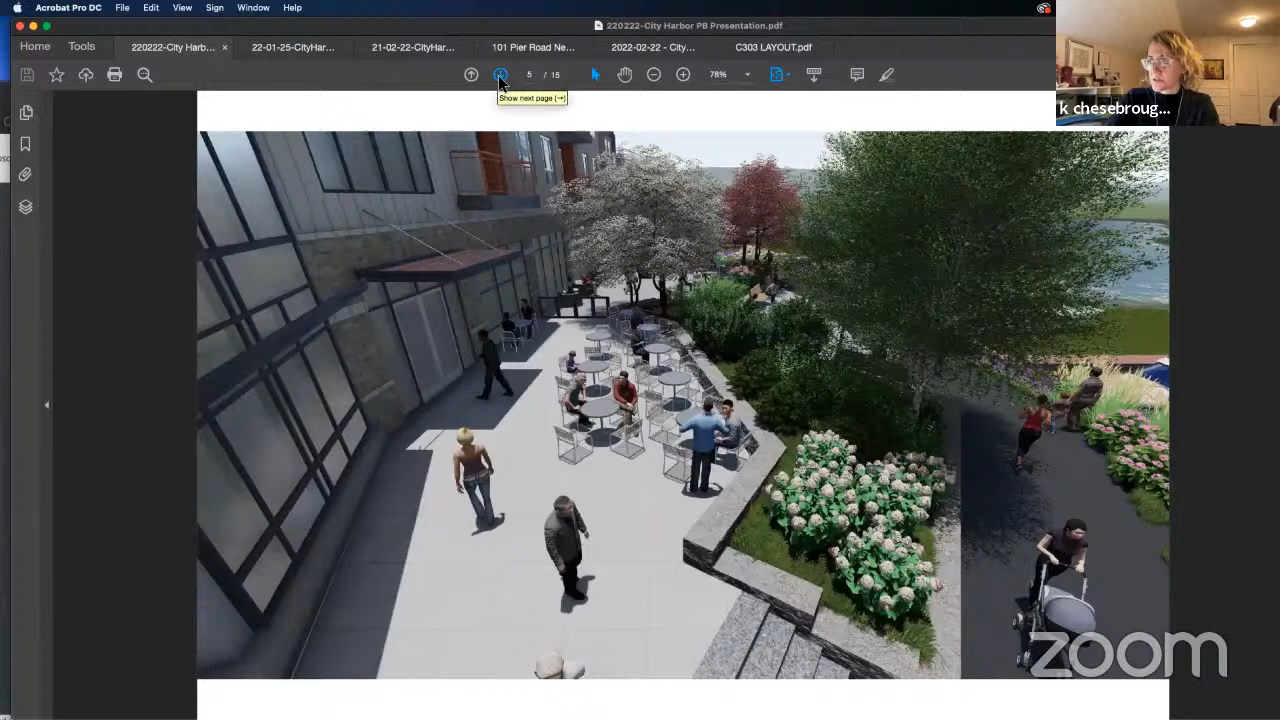 Acrobat Pro DC File Edit View Sign Window Help
220222-City Harbor PB Presentation.pdf
Home Tools 220222-City Harb... × 22-01-25-CityHar... 21-02-22-CityHar... 101 Pier Road Ne... 2022-02-22 - City... C303 LAYOUT.pdf
5 / 15 78%
Show next page (→)
k chesebroug...
zoom